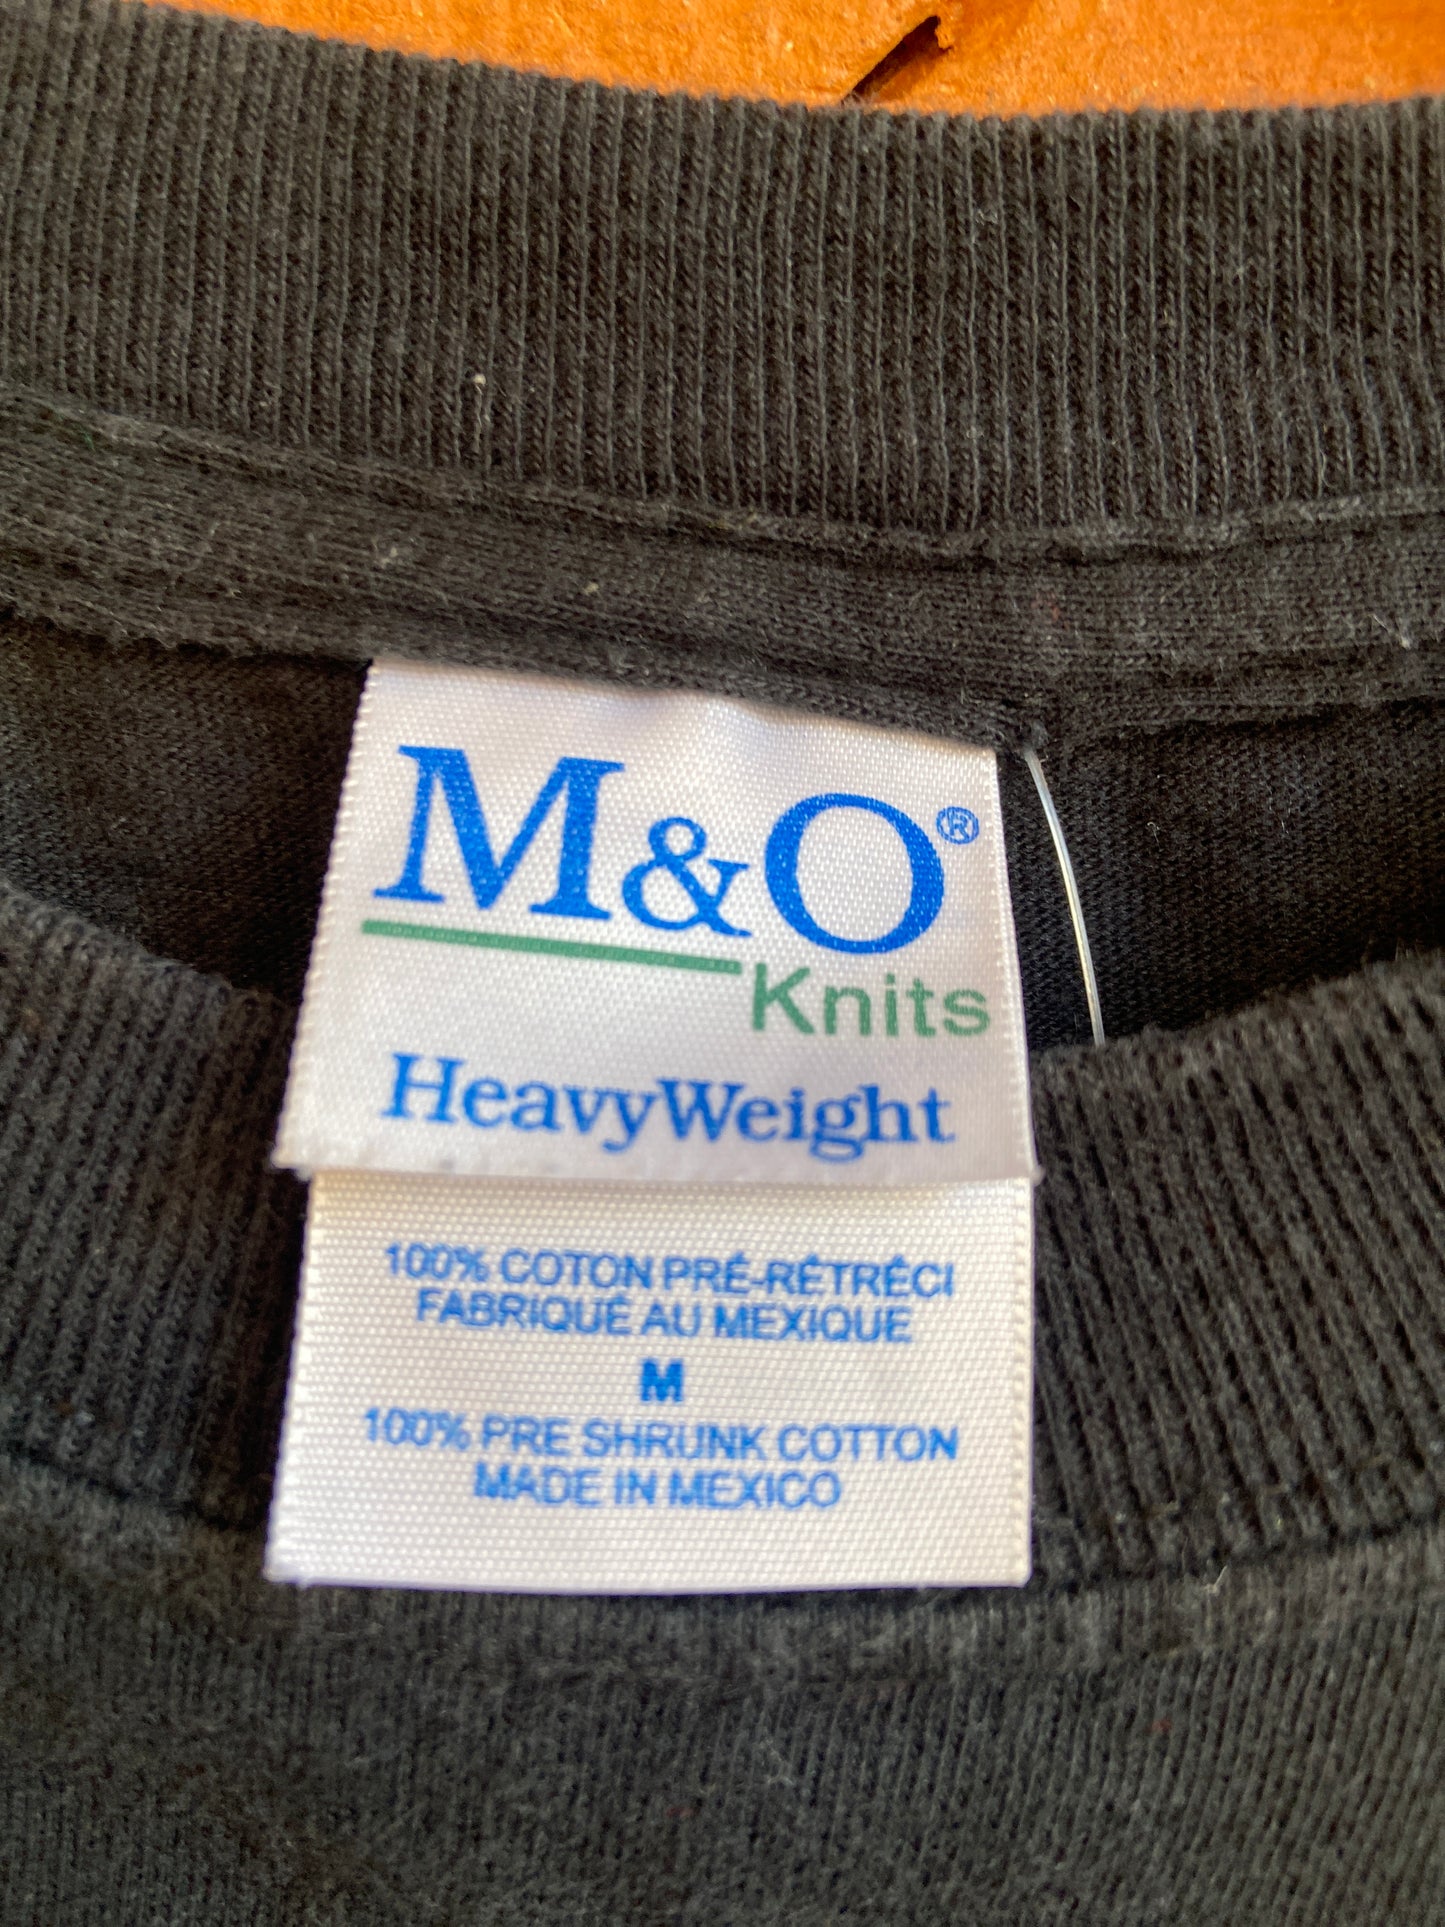 M&O®
Knits
HeavyWeight
100% COTON PRÉ-RÉTRÉCI
FABRIQUÉ AU MEXIQUE
M
100% PRE SHRUNK COTTON
MADE IN MEXICO